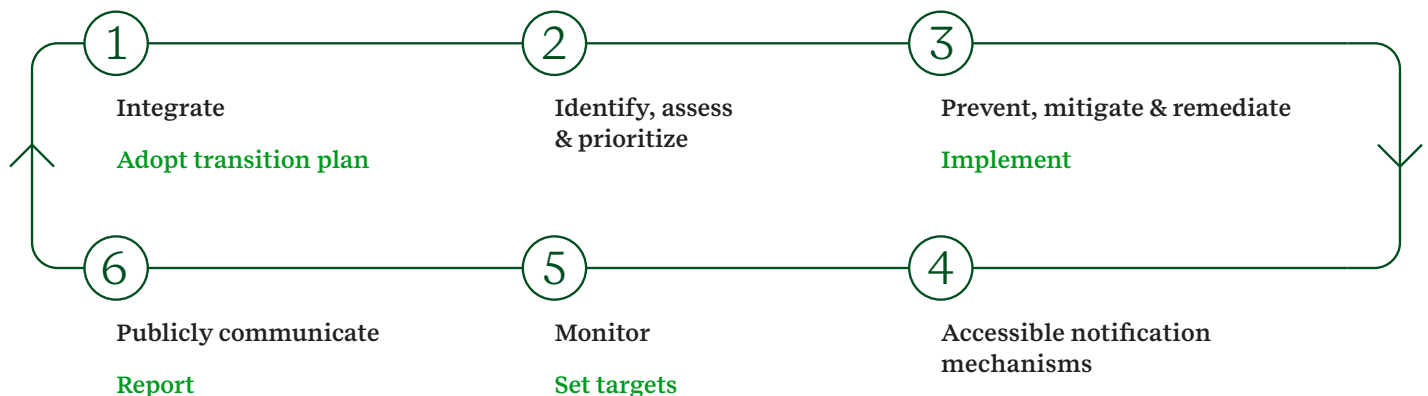 1
Integrate
Adopt transition plan
2
Identify, assess
& prioritize
3
Prevent, mitigate & remediate
Implement
4
Accessible notification
mechanisms
5
Monitor
Set targets
6
Publicly communicate
Report